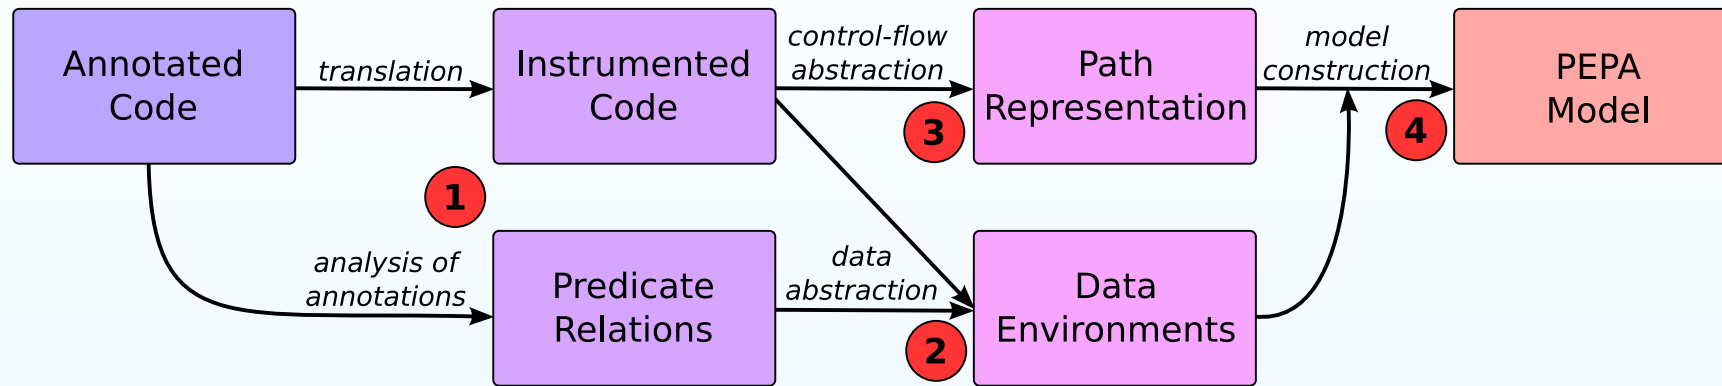 Annotated
Code
translation
Instrumented
Code
control-flow
abstraction
Path
Representation
model
construction
PEPA
Model
3
4
1
analysis of
annotations
Predicate
Relations
data
abstraction
2
Data
Environments